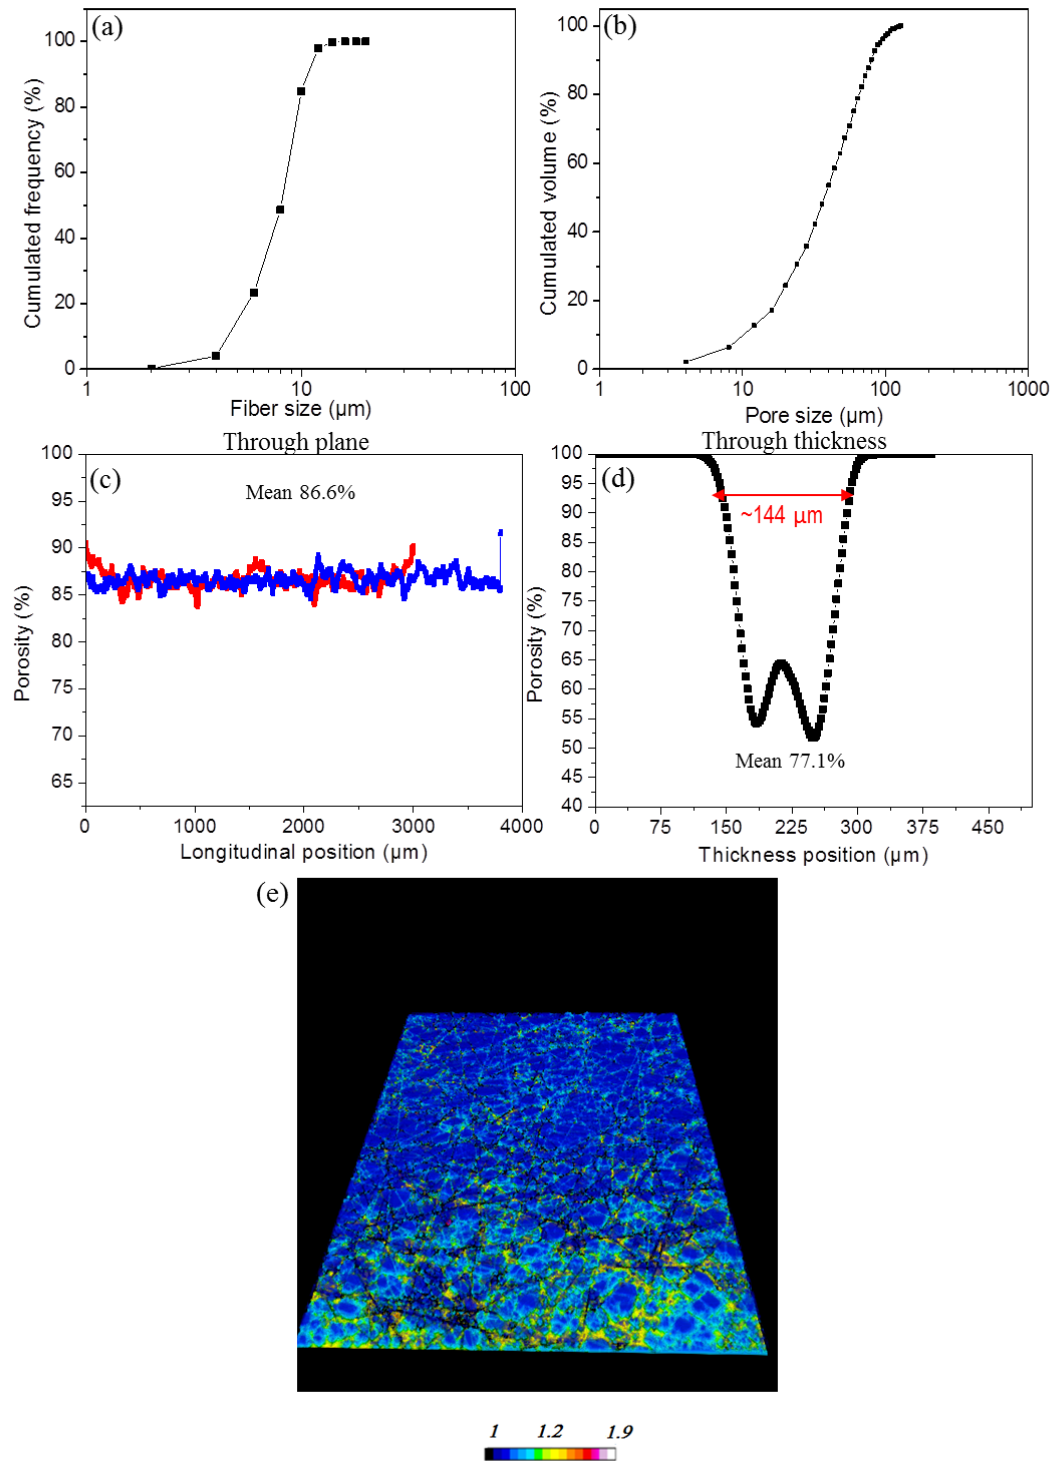 (a)
Cumulated frequency (%)
100
80
60
40
20
0
1
10
100
Fiber size (µm)
(b)
Cumulated volume (%)
100
80
60
40
20
0
1
10
100
1000
Pore size (µm)
Through plane
(c)
Mean 86.6%
Porosity (%)
100
95
90
85
80
75
70
65
0
1000
2000
3000
4000
Longitudinal position (µm)
Through thickness
(d)
~144 µm
Mean 77.1%
Porosity (%)
100
95
90
85
80
75
70
65
60
55
50
45
40
0
75
150
225
300
375
450
Thickness position (µm)
(e)
1 1.2 1.9